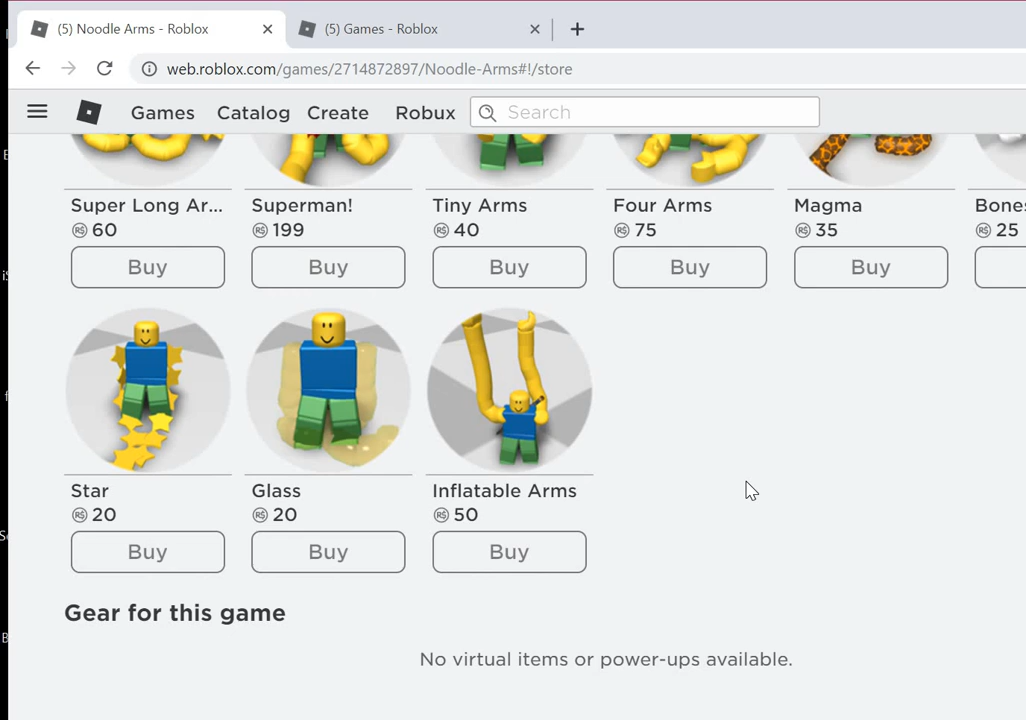 (5) Noodle Arms - Roblox
(5) Games - Roblox
web.roblox.com/games/2714872897/Noodle-Arms#!/store
Games Catalog Create Robux Search
Super Long Ar... Superman! Tiny Arms Four Arms Magma Bones
R$ 60 R$ 199 R$ 40 R$ 75 R$ 35 R$ 25
Buy Buy Buy Buy Buy
Star Glass Inflatable Arms
R$ 20 R$ 20 R$ 50
Buy Buy Buy
Gear for this game
No virtual items or power-ups available.